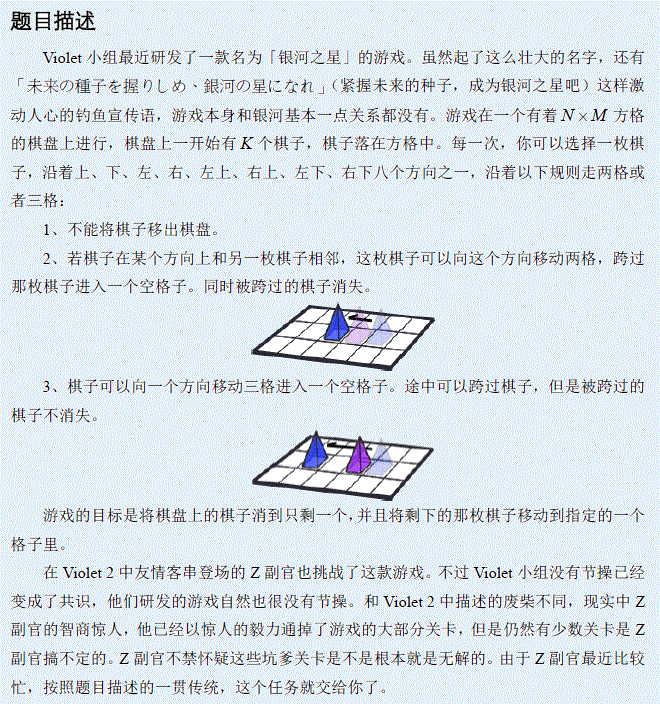 题目描述
Violet 小组最近研发了一款名为「银河之星」的游戏。虽然起了这么壮大的名字，还有
「未来の種子を握りしめ、銀河の星になれ」（紧握未来的种子，成为银河之星吧）这样激
动人心的钓鱼宣传语，游戏本身和银河基本一点关系都没有。游戏在一个有着 N×M 方格
的棋盘上进行，棋盘上一开始有 K 个棋子，棋子落在方格中。每一次，你可以选择一枚棋
子，沿着上、下、左、右、左上、右上、左下、右下八个方向之一，沿着以下规则走两格或
者三格：
1、不能将棋子移出棋盘。
2、若棋子在某个方向上和另一枚棋子相邻，这枚棋子可以向这个方向移动两格，跨过
那枚棋子进入一个空格子。同时被跨过的棋子消失。
3、棋子可以向一个方向移动三格进入一个空格子。途中可以跨过棋子，但是被跨过的
棋子不消失。
游戏的目标是将棋盘上的棋子消到只剩一个，并且将剩下的那枚棋子移动到指定的一个
格子里。
在 Violet 2 中友情客串登场的 Z 副官也挑战了这款游戏。不过 Violet 小组没有节操已经
变成了共识，他们研发的游戏自然也很没有节操。和 Violet 2 中描述的废柴不同，现实中 Z
副官的智商惊人，他已经以惊人的毅力通掉了游戏的大部分关卡，但是仍然有少数关卡是 Z
副官搞不定的。Z 副官不禁怀疑这些坑爹关卡是不是根本就是无解的。由于 Z 副官最近比较
忙，按照题目描述的一贯传统，这个任务就交给你了。